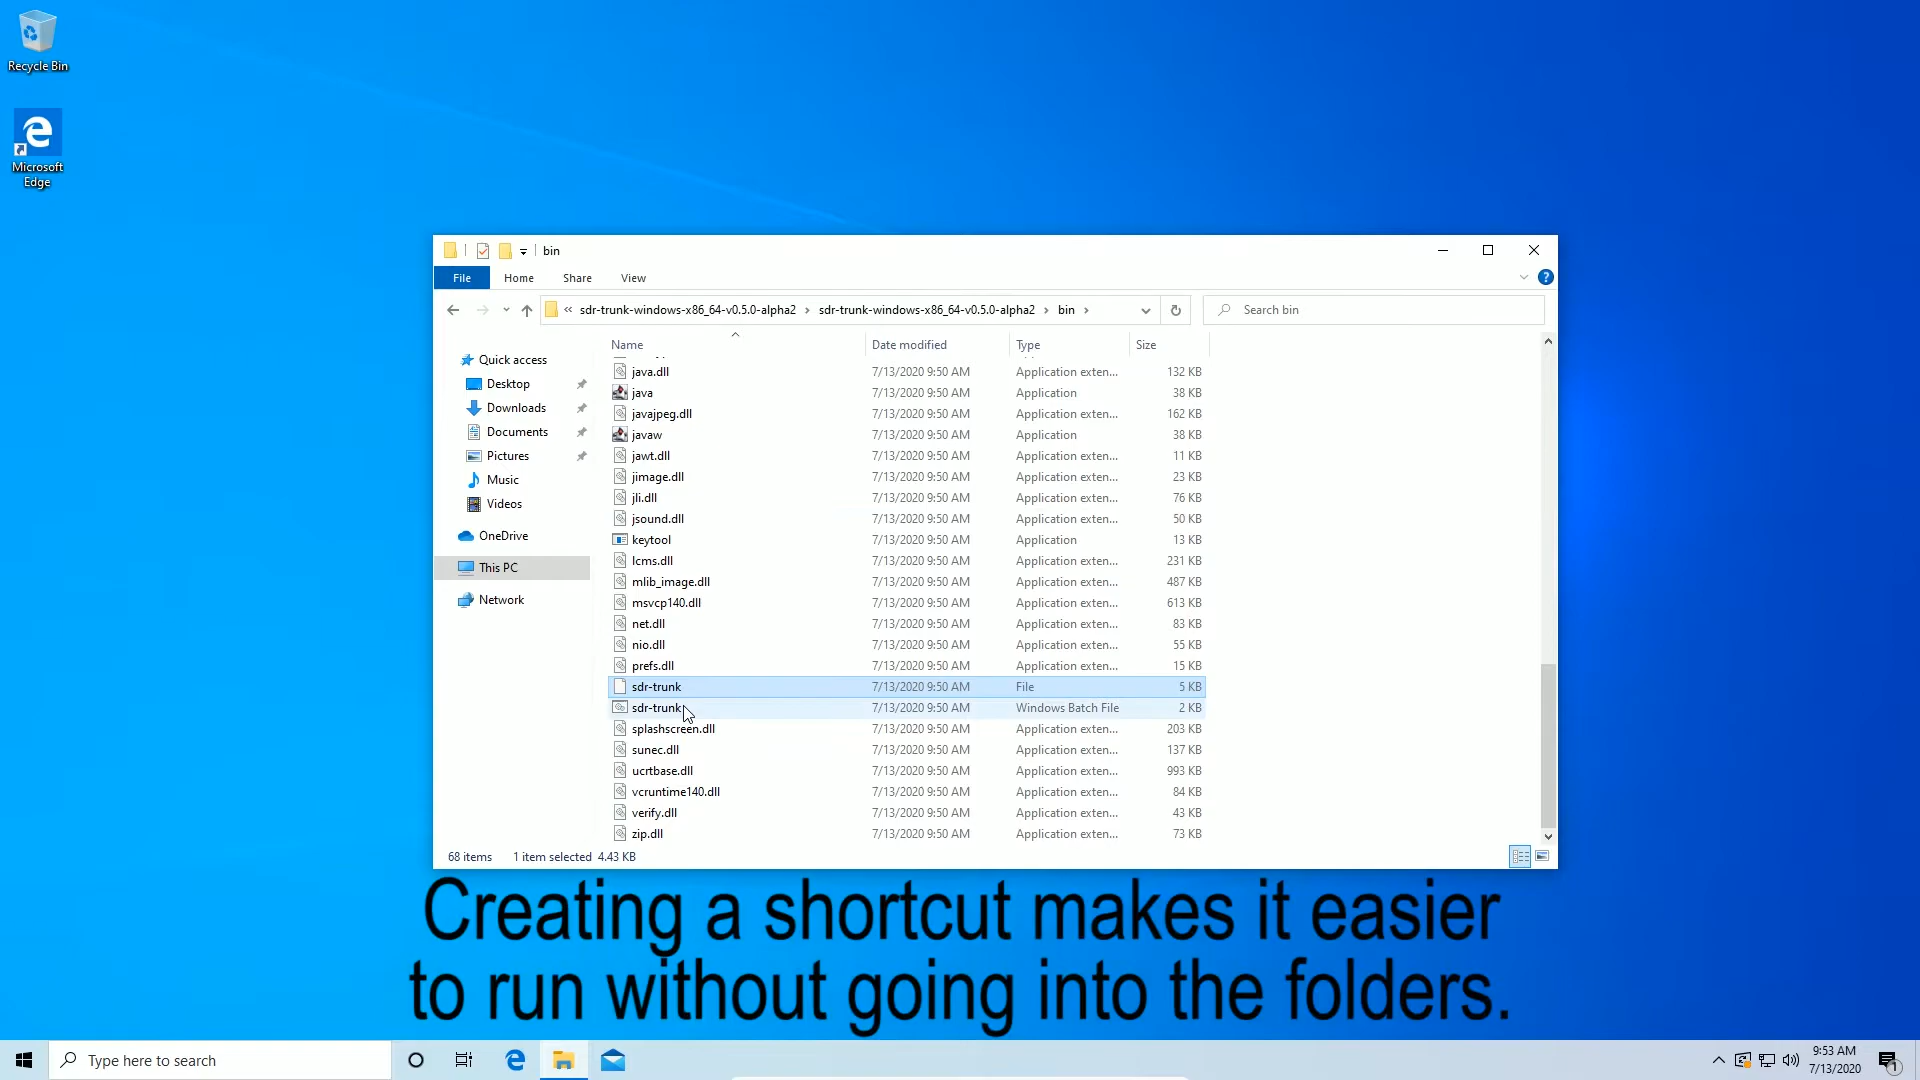 Recycle Bin
Microsoft
Edge
bin
File Home Share View
« sdr-trunk-windows-x86_64-v0.5.0-alpha2 › sdr-trunk-windows-x86_64-v0.5.0-alpha2 › bin ›
Search bin
Name Date modified Type Size
Quick access
Desktop
Downloads
Documents
Pictures
Music
Videos
OneDrive
This PC
Network
java.dll 7/13/2020 9:50 AM Application exten... 132 KB
java 7/13/2020 9:50 AM Application 38 KB
javajpeg.dll 7/13/2020 9:50 AM Application exten... 162 KB
javaw 7/13/2020 9:50 AM Application 38 KB
jawt.dll 7/13/2020 9:50 AM Application exten... 11 KB
jimage.dll 7/13/2020 9:50 AM Application exten... 23 KB
jli.dll 7/13/2020 9:50 AM Application exten... 76 KB
jsound.dll 7/13/2020 9:50 AM Application exten... 50 KB
keytool 7/13/2020 9:50 AM Application 13 KB
lcms.dll 7/13/2020 9:50 AM Application exten... 231 KB
mlib_image.dll 7/13/2020 9:50 AM Application exten... 487 KB
msvcp140.dll 7/13/2020 9:50 AM Application exten... 613 KB
net.dll 7/13/2020 9:50 AM Application exten... 83 KB
nio.dll 7/13/2020 9:50 AM Application exten... 55 KB
prefs.dll 7/13/2020 9:50 AM Application exten... 15 KB
sdr-trunk 7/13/2020 9:50 AM File 5 KB
sdr-trunk 7/13/2020 9:50 AM Windows Batch File 2 KB
splashscreen.dll 7/13/2020 9:50 AM Application exten... 203 KB
sunec.dll 7/13/2020 9:50 AM Application exten... 137 KB
ucrtbase.dll 7/13/2020 9:50 AM Application exten... 993 KB
vcruntime140.dll 7/13/2020 9:50 AM Application exten... 84 KB
verify.dll 7/13/2020 9:50 AM Application exten... 43 KB
zip.dll 7/13/2020 9:50 AM Application exten... 73 KB
68 items 1 item selected 4.43 KB
Creating a shortcut makes it easier
to run without going into the folders.
Type here to search
9:53 AM
7/13/2020
1